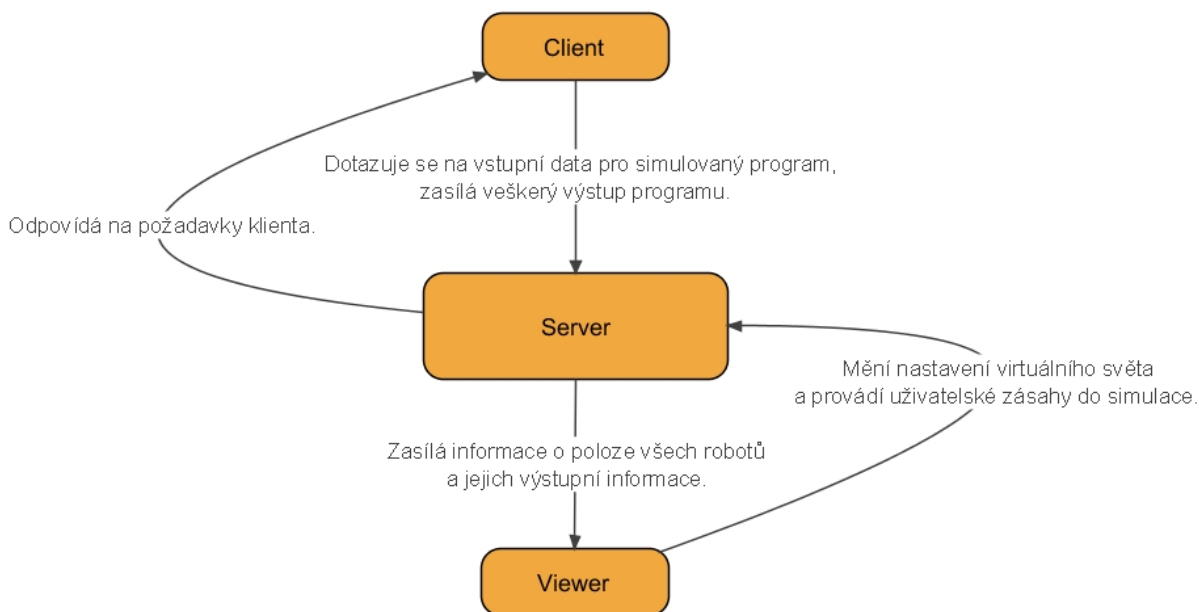 Client
Dotazuje se na vstupní data pro simulovaný program,
zasílá veškerý výstup programu.
Odpovídá na požadavky klienta.
Server
Mění nastavení virtuálního světa
a provádí uživatelské zásahy do simulace.
Zasílá informace o poloze všech robotů
a jejich výstupní informace.
Viewer